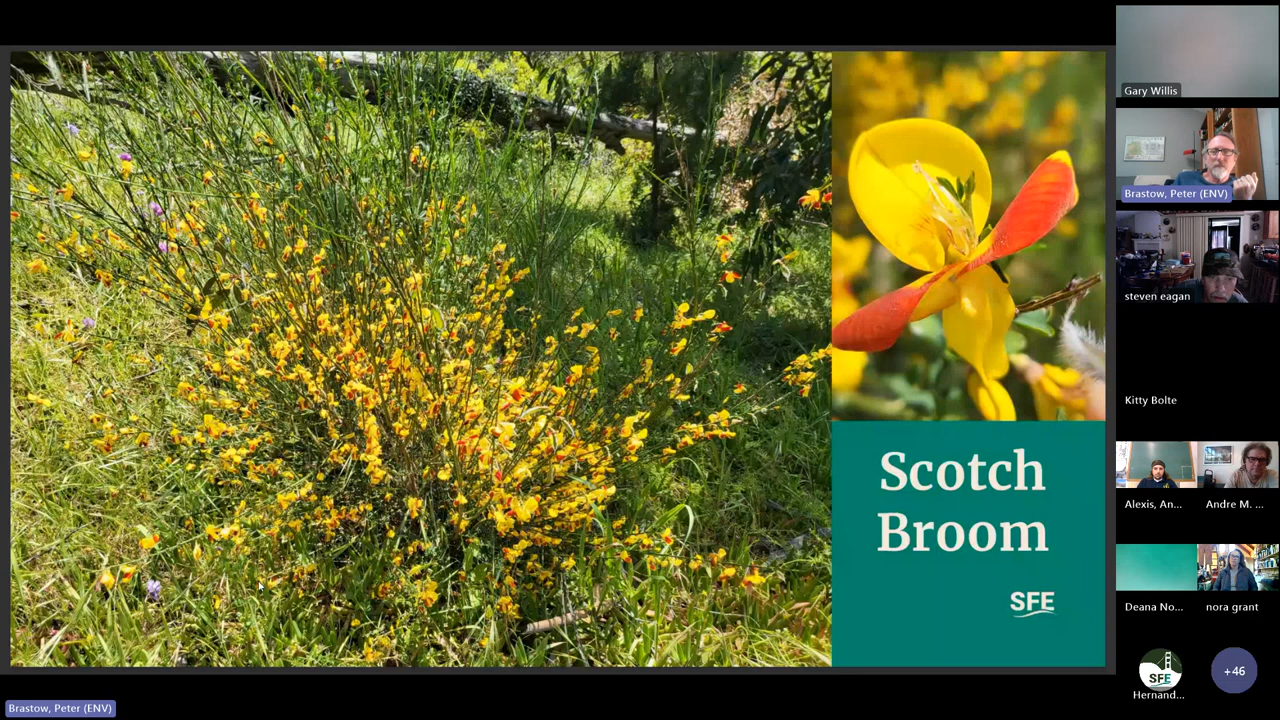 Scotch
Broom
SFE
Gary Willis
Brastow, Peter (ENV)
steven eagan
Kitty Bolte
Alexis, An...
Andre M. ...
Deana No...
nora grant
SFE
Hernand...
+46
Brastow, Peter (ENV)